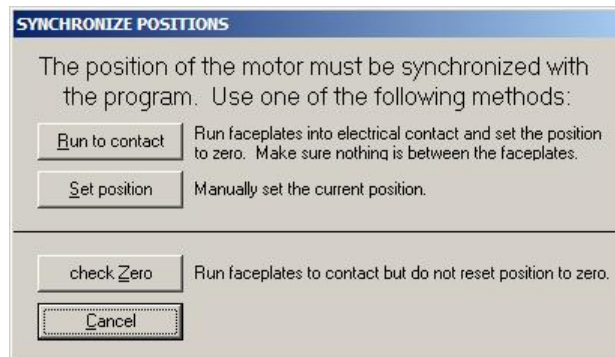 SYNCHRONIZE POSITIONS
The position of the motor must be synchronized with
the program. Use one of the following methods:
Run to contact
Run faceplates into electrical contact and set the position
to zero. Make sure nothing is between the faceplates.
Set position
Manually set the current position.
check Zero
Run faceplates to contact but do not reset position to zero.
Cancel